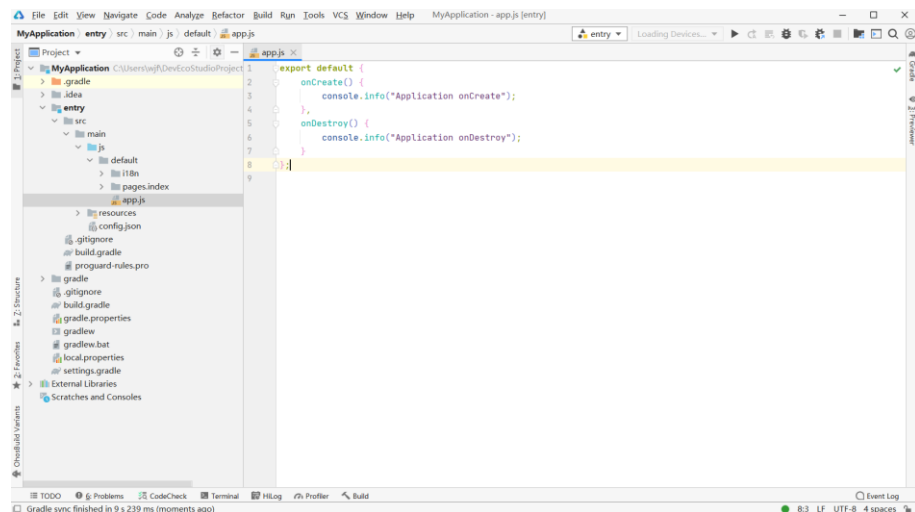 File Edit View Navigate Code Analyze Refactor Build Run Tools VCS Window Help MyApplication - app.js [entry]
MyApplication entry src main js default app.js entry Loading Devices...
1: Project
Project
app.js
MyApplication C:\Users\wjf\DevEcoStudioProject
.gradle
.idea
entry
src
main
js
default
i18n
pages.index
app.js
resources
config.json
.gitignore
build.gradle
proguard-rules.pro
gradle
.gitignore
build.gradle
gradle.properties
gradlew
gradlew.bat
local.properties
settings.gradle
External Libraries
Scratches and Consoles
1 export default {
2 onCreate() {
3 console.info("Application onCreate");
4 },
5 onDestroy() {
6 console.info("Application onDestroy");
7 }
8 };
9
Gradle
Previewer
Z: Structure
2: Favorites
OhosBuild Variants
TODO 6: Problems CodeCheck Terminal HiLog Profiler Build Event Log
Gradle sync finished in 9 s 239 ms (moments ago) 8:3 LF UTF-8 4 spaces